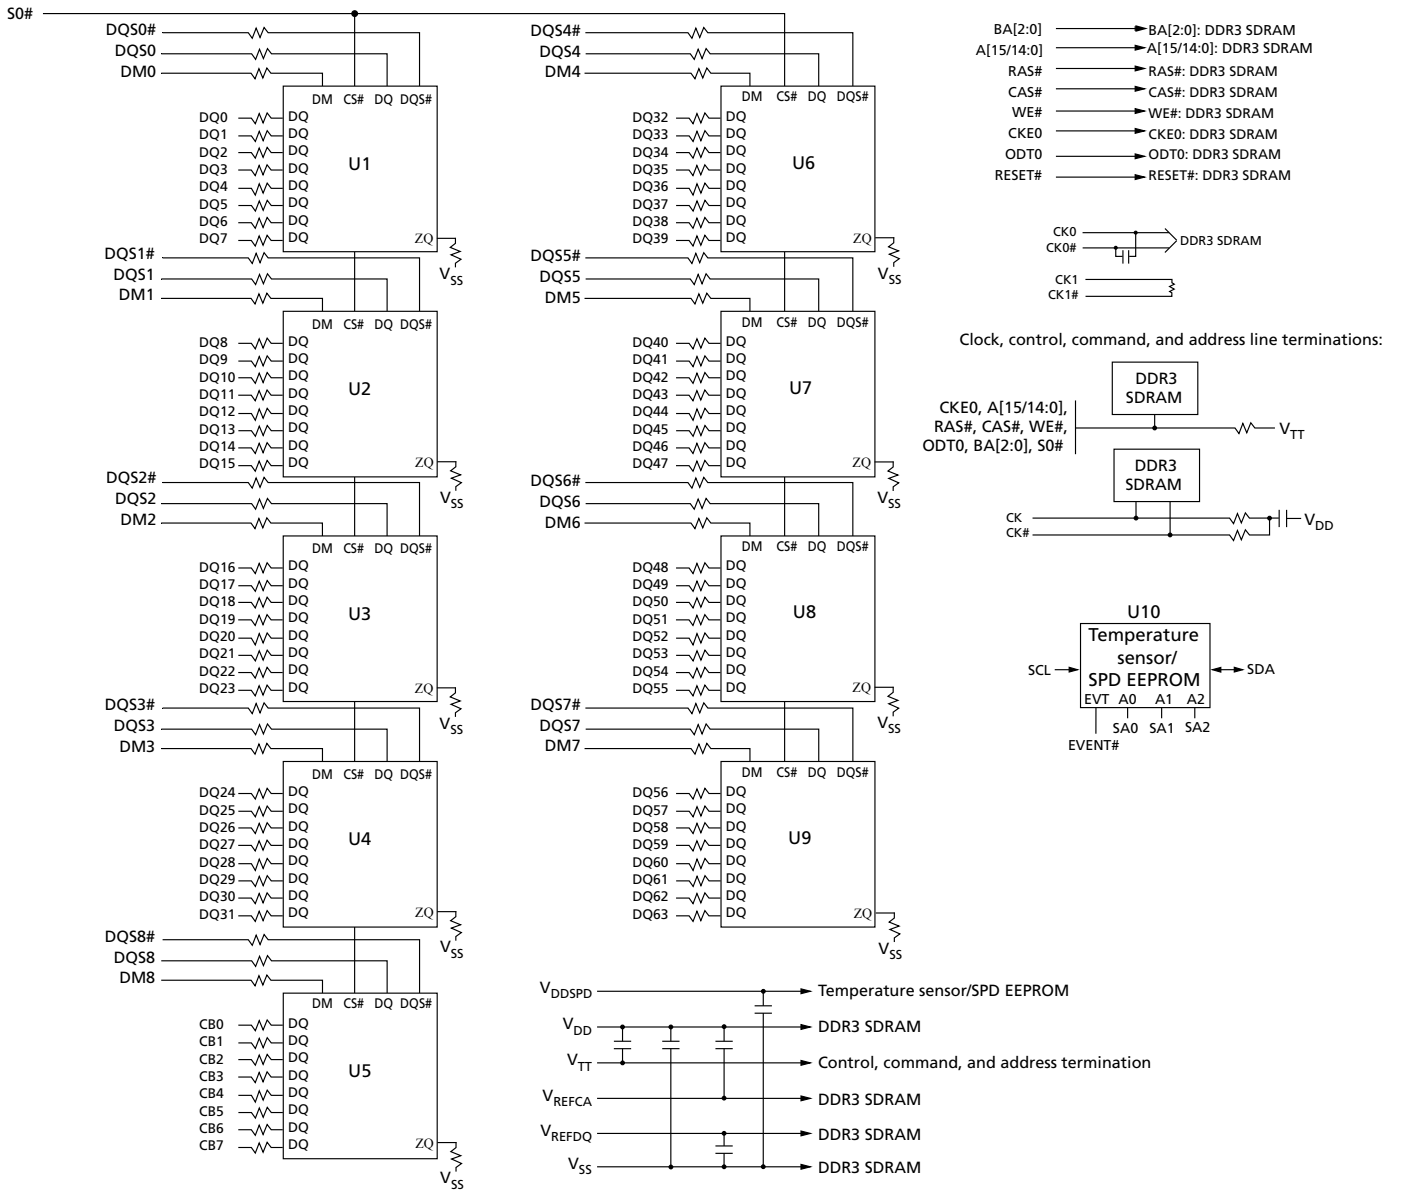 S0#
DQS0#
DQS0
DM0
DM CS# DQ DQS#
DQ0 DQ
DQ1 DQ
DQ2 DQ
DQ3 DQ
DQ4 DQ
DQ5 DQ
DQ6 DQ
DQ7 DQ
U1
ZQ
VSS
DQS1#
DQS1
DM1
DM CS# DQ DQS#
DQ8 DQ
DQ9 DQ
DQ10 DQ
DQ11 DQ
DQ12 DQ
DQ13 DQ
DQ14 DQ
DQ15 DQ
U2
ZQ
VSS
DQS2#
DQS2
DM2
DM CS# DQ DQS#
DQ16 DQ
DQ17 DQ
DQ18 DQ
DQ19 DQ
DQ20 DQ
DQ21 DQ
DQ22 DQ
DQ23 DQ
U3
ZQ
VSS
DQS3#
DQS3
DM3
DM CS# DQ DQS#
DQ24 DQ
DQ25 DQ
DQ26 DQ
DQ27 DQ
DQ28 DQ
DQ29 DQ
DQ30 DQ
DQ31 DQ
U4
ZQ
VSS
DQS8#
DQS8
DM8
DM CS# DQ DQS#
CB0 DQ
CB1 DQ
CB2 DQ
CB3 DQ
CB4 DQ
CB5 DQ
CB6 DQ
CB7 DQ
U5
ZQ
VSS
DQS4#
DQS4
DM4
DM CS# DQ DQS#
DQ32 DQ
DQ33 DQ
DQ34 DQ
DQ35 DQ
DQ36 DQ
DQ37 DQ
DQ38 DQ
DQ39 DQ
U6
ZQ
VSS
DQS5#
DQS5
DM5
DM CS# DQ DQS#
DQ40 DQ
DQ41 DQ
DQ42 DQ
DQ43 DQ
DQ44 DQ
DQ45 DQ
DQ46 DQ
DQ47 DQ
U7
ZQ
VSS
DQS6#
DQS6
DM6
DM CS# DQ DQS#
DQ48 DQ
DQ49 DQ
DQ50 DQ
DQ51 DQ
DQ52 DQ
DQ53 DQ
DQ54 DQ
DQ55 DQ
U8
ZQ
VSS
DQS7#
DQS7
DM7
DM CS# DQ DQS#
DQ56 DQ
DQ57 DQ
DQ58 DQ
DQ59 DQ
DQ60 DQ
DQ61 DQ
DQ62 DQ
DQ63 DQ
U9
ZQ
VSS
BA[2:0] BA[2:0]: DDR3 SDRAM
A[15/14:0] A[15/14:0]: DDR3 SDRAM
RAS# RAS#: DDR3 SDRAM
CAS# CAS#: DDR3 SDRAM
WE# WE#: DDR3 SDRAM
CKE0 CKE0: DDR3 SDRAM
ODT0 ODT0: DDR3 SDRAM
RESET# RESET#: DDR3 SDRAM
CK0
CK0#
DDR3 SDRAM
CK1
CK1#
Clock, control, command, and address line terminations:
DDR3
SDRAM
CKE0, A[15/14:0],
RAS#, CAS#, WE#,
ODT0, BA[2:0], S0#
VTT
DDR3
SDRAM
CK
CK#
VDD
U10
Temperature
sensor/
SPD EEPROM
SCL
SDA
EVT A0 A1 A2
SA0 SA1 SA2
EVENT#
VDDSPD Temperature sensor/SPD EEPROM
VDD DDR3 SDRAM
VTT Control, command, and address termination
VREFCA DDR3 SDRAM
VREFDQ DDR3 SDRAM
VSS DDR3 SDRAM